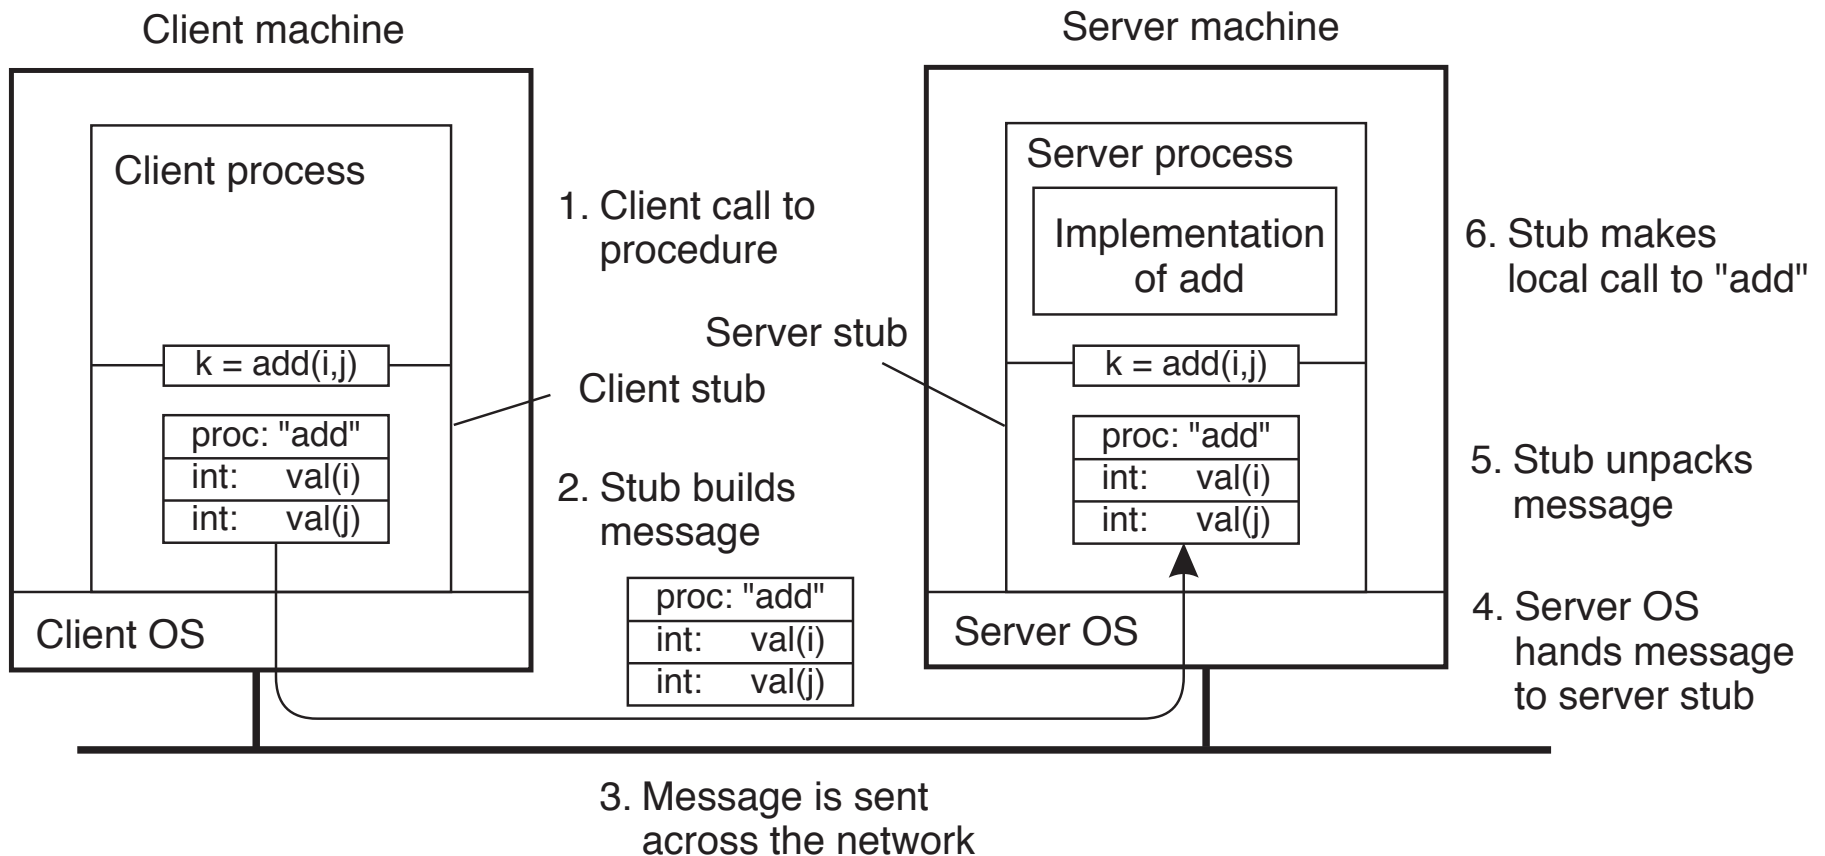 Client machine
Client process
k = add(i,j)
proc: "add"
int: val(i)
int: val(j)
Client OS
1. Client call to
procedure
Server stub
Client stub
2. Stub builds
message
proc: "add"
int: val(i)
int: val(j)
3. Message is sent
across the network
Server machine
Server process
Implementation
of add
k = add(i,j)
proc: "add"
int: val(i)
int: val(j)
Server OS
6. Stub makes
local call to "add"
5. Stub unpacks
message
4. Server OS
hands message
to server stub